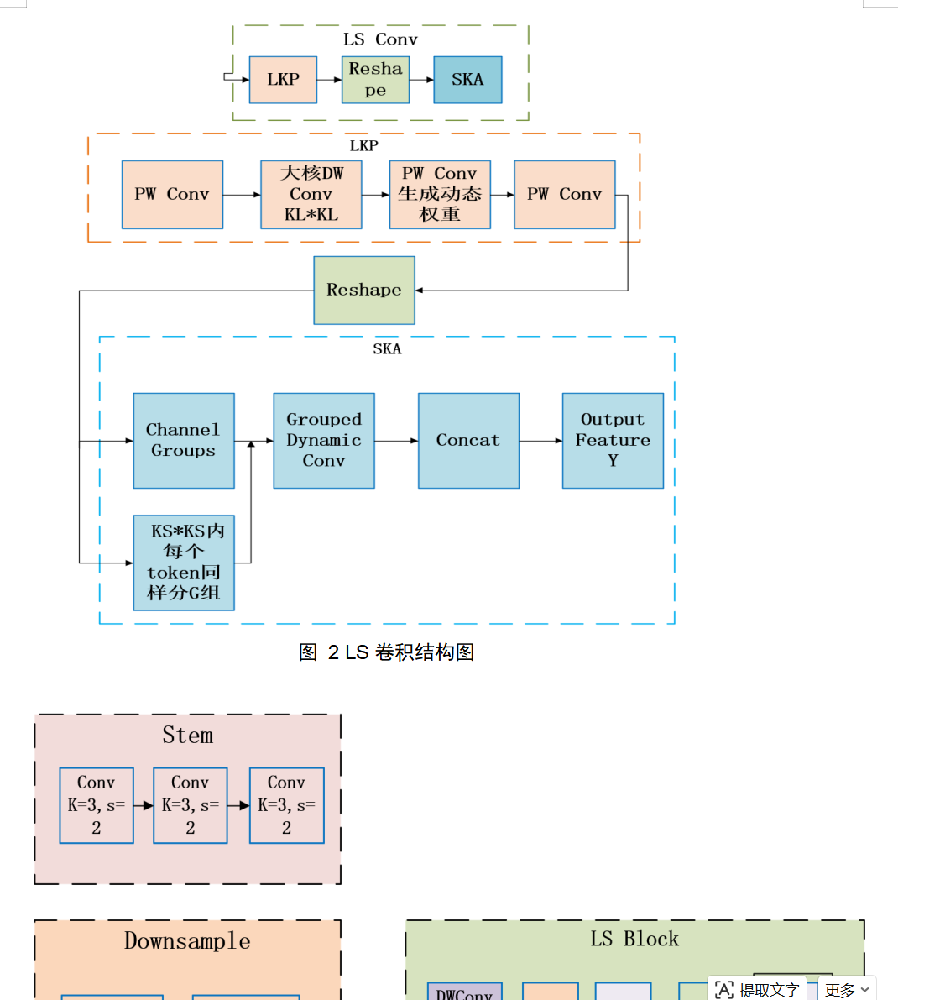 LS Conv
LKP
Resha
pe
SKA
LKP
PW Conv
大核DW
Conv
KL*KL
PW Conv
生成动态
权重
PW Conv
Reshape
SKA
Channel
Groups
Grouped
Dynamic
Conv
Concat
Output
Feature
Y
KS*KS内
每个
token同
样分G组
图 2 LS 卷积结构图
Stem
Conv
K=3,s=
2
Conv
K=3,s=
2
Conv
K=3,s=
2
Downsample
LS Block
DWConv
提取文字
更多